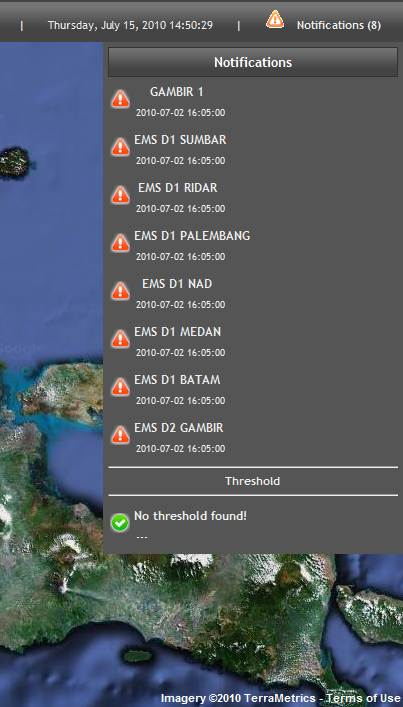 | Thursday, July 15, 2010 14:50:29 | Notifications (8)
Notifications
GAMBIR 1
2010-07-02 16:05:00
EMS D1 SUMBAR
2010-07-02 16:05:00
EMS D1 RIDAR
2010-07-02 16:05:00
EMS D1 PALEMBANG
2010-07-02 16:05:00
EMS D1 NAD
2010-07-02 16:05:00
EMS D1 MEDAN
2010-07-02 16:05:00
EMS D1 BATAM
2010-07-02 16:05:00
EMS D2 GAMBIR
2010-07-02 16:05:00
Threshold
No threshold found!
---
Imagery ©2010 TerraMetrics - Terms of Use